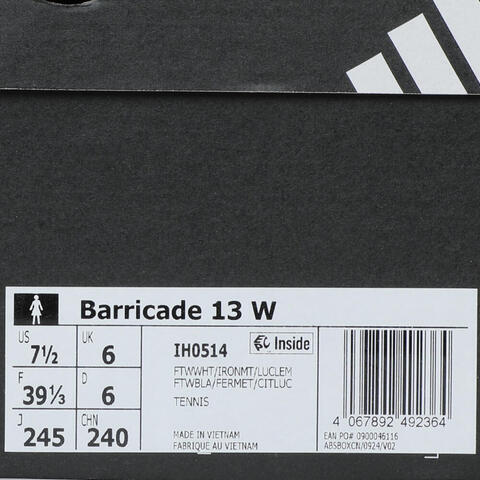 Barricade 13 W
US 7½ UK 6
F 39⅓ D 6
J 245 CHN 240
IH0514
Inside
FTWWHT/IRONMT/LUCLEM
FTWBLA/FERMET/CITLUC
TENNIS
MADE IN VIETNAM
FABRIQUE AU VIETNAM
4 067892 492364
EAN PO# 0900046116
ABSBOXCN/0924/V02